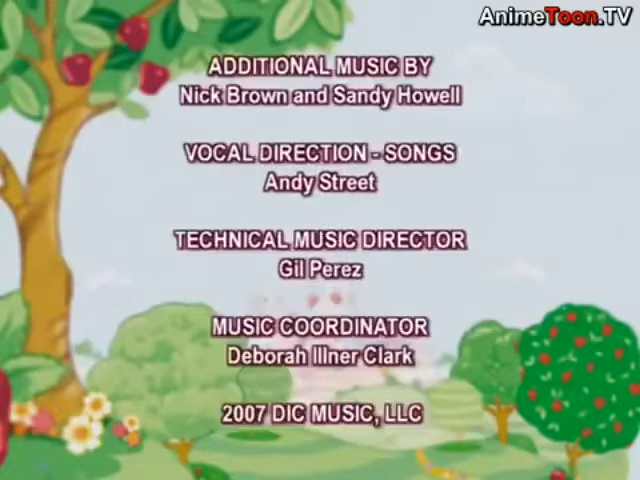 AnimeToon.TV
ADDITIONAL MUSIC BY
Nick Brown and Sandy Howell
VOCAL DIRECTION - SONGS
Andy Street
TECHNICAL MUSIC DIRECTOR
Gil Perez
MUSIC COORDINATOR
Deborah Illner Clark
2007 DIC MUSIC, LLC